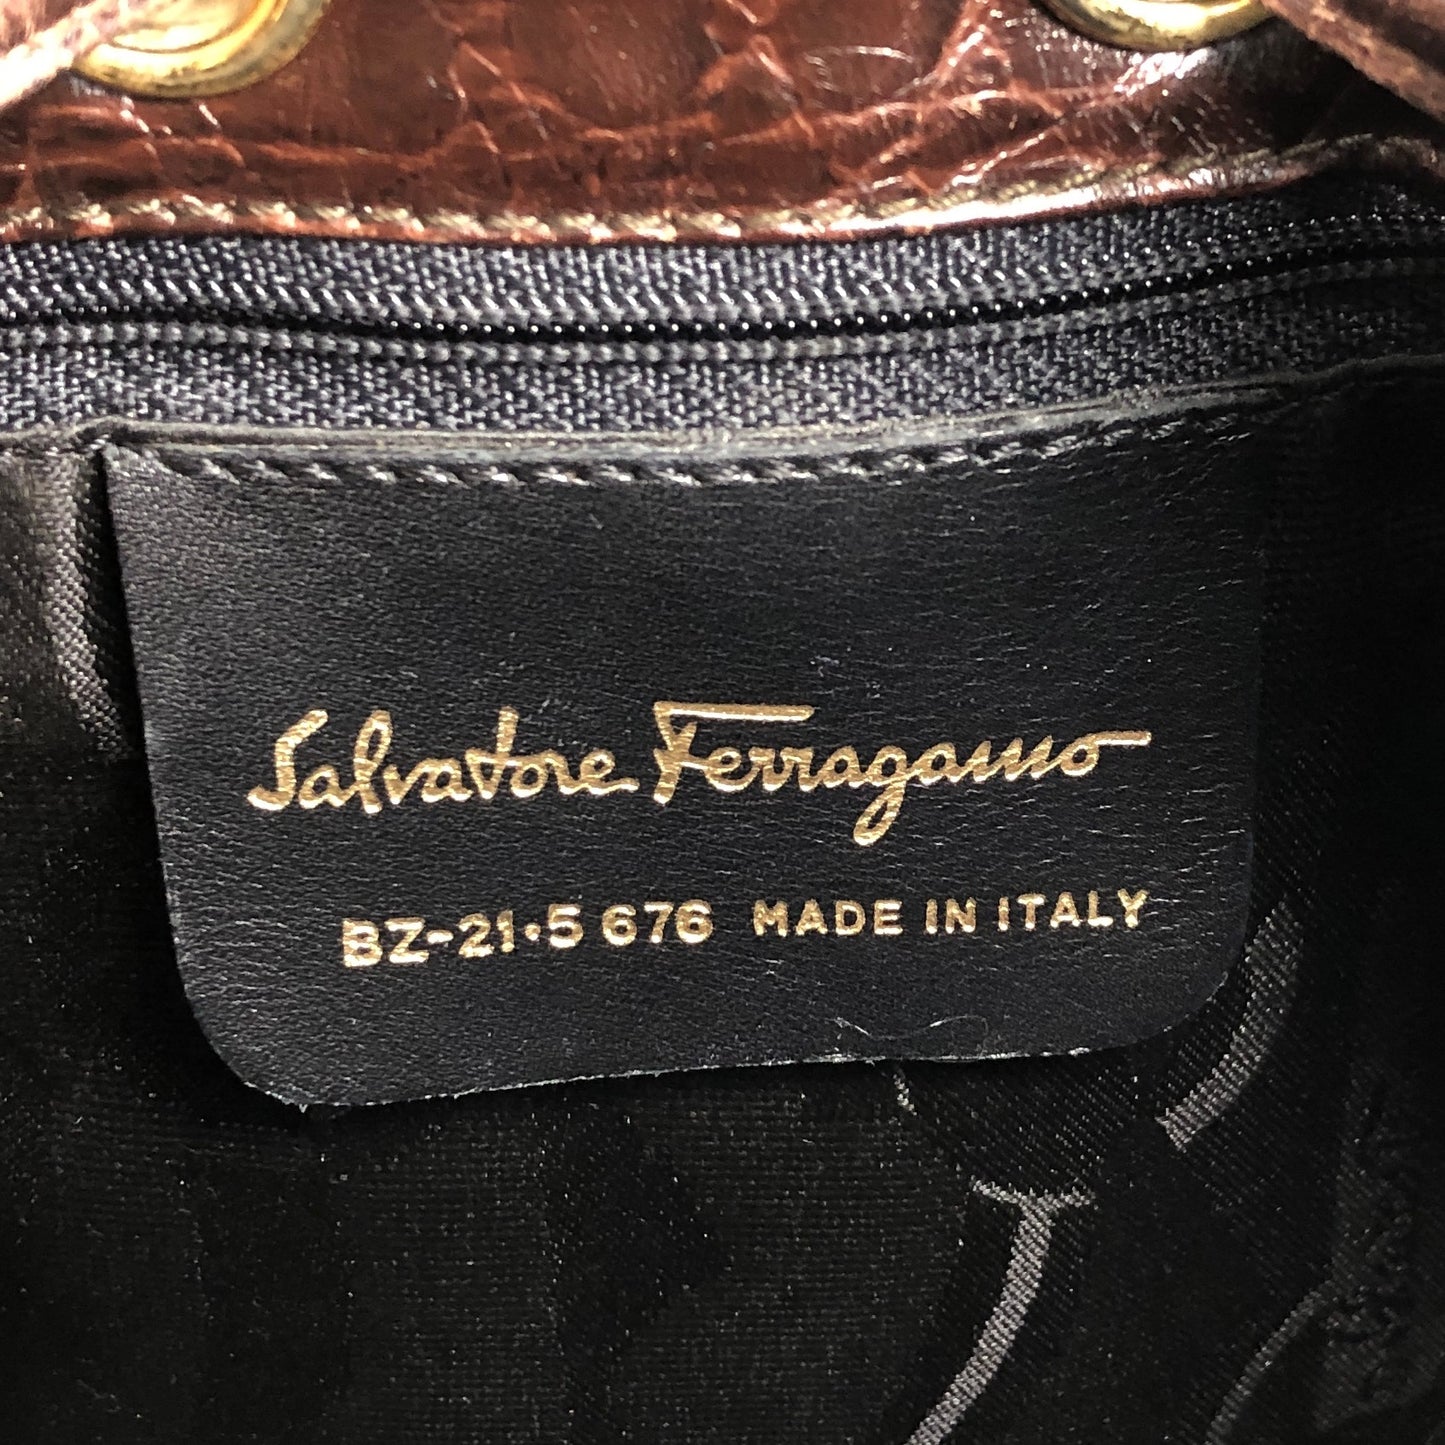 Salvatore Ferragamo
BZ-21·5 676 MADE IN ITALY